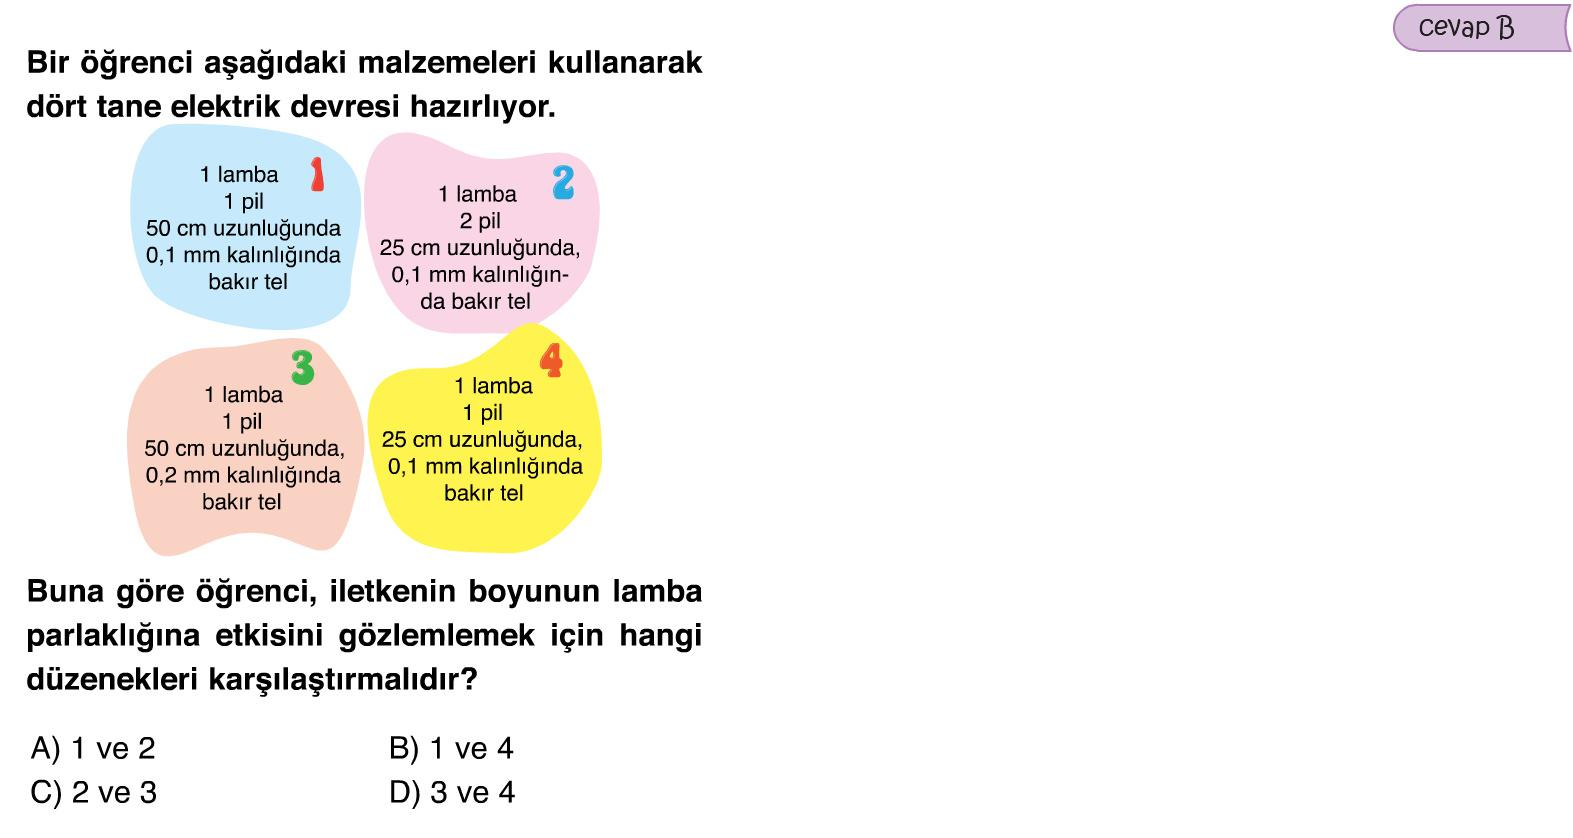 cevap B
Bir öğrenci aşağıdaki malzemeleri kullanarak
dört tane elektrik devresi hazırlıyor.
1
1 lamba
1 pil
50 cm uzunluğunda
0,1 mm kalınlığında
bakır tel
2
1 lamba
2 pil
25 cm uzunluğunda,
0,1 mm kalınlığın-
da bakır tel
3
1 lamba
1 pil
50 cm uzunluğunda,
0,2 mm kalınlığında
bakır tel
4
1 lamba
1 pil
25 cm uzunluğunda,
0,1 mm kalınlığında
bakır tel
Buna göre öğrenci, iletkenin boyunun lamba
parlaklığına etkisini gözlemlemek için hangi
düzenekleri karşılaştırmalıdır?
A) 1 ve 2
B) 1 ve 4
C) 2 ve 3
D) 3 ve 4